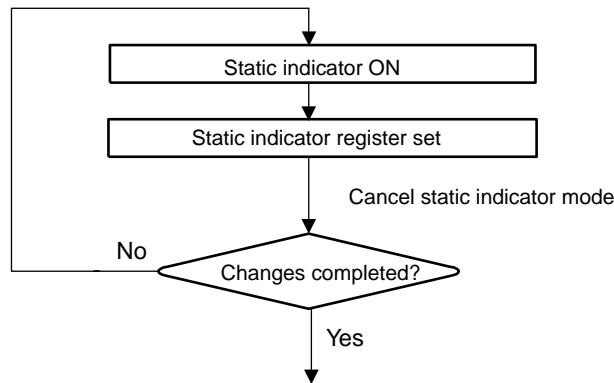 Static indicator ON
Static indicator register set
Cancel static indicator mode
No
Changes completed?
Yes